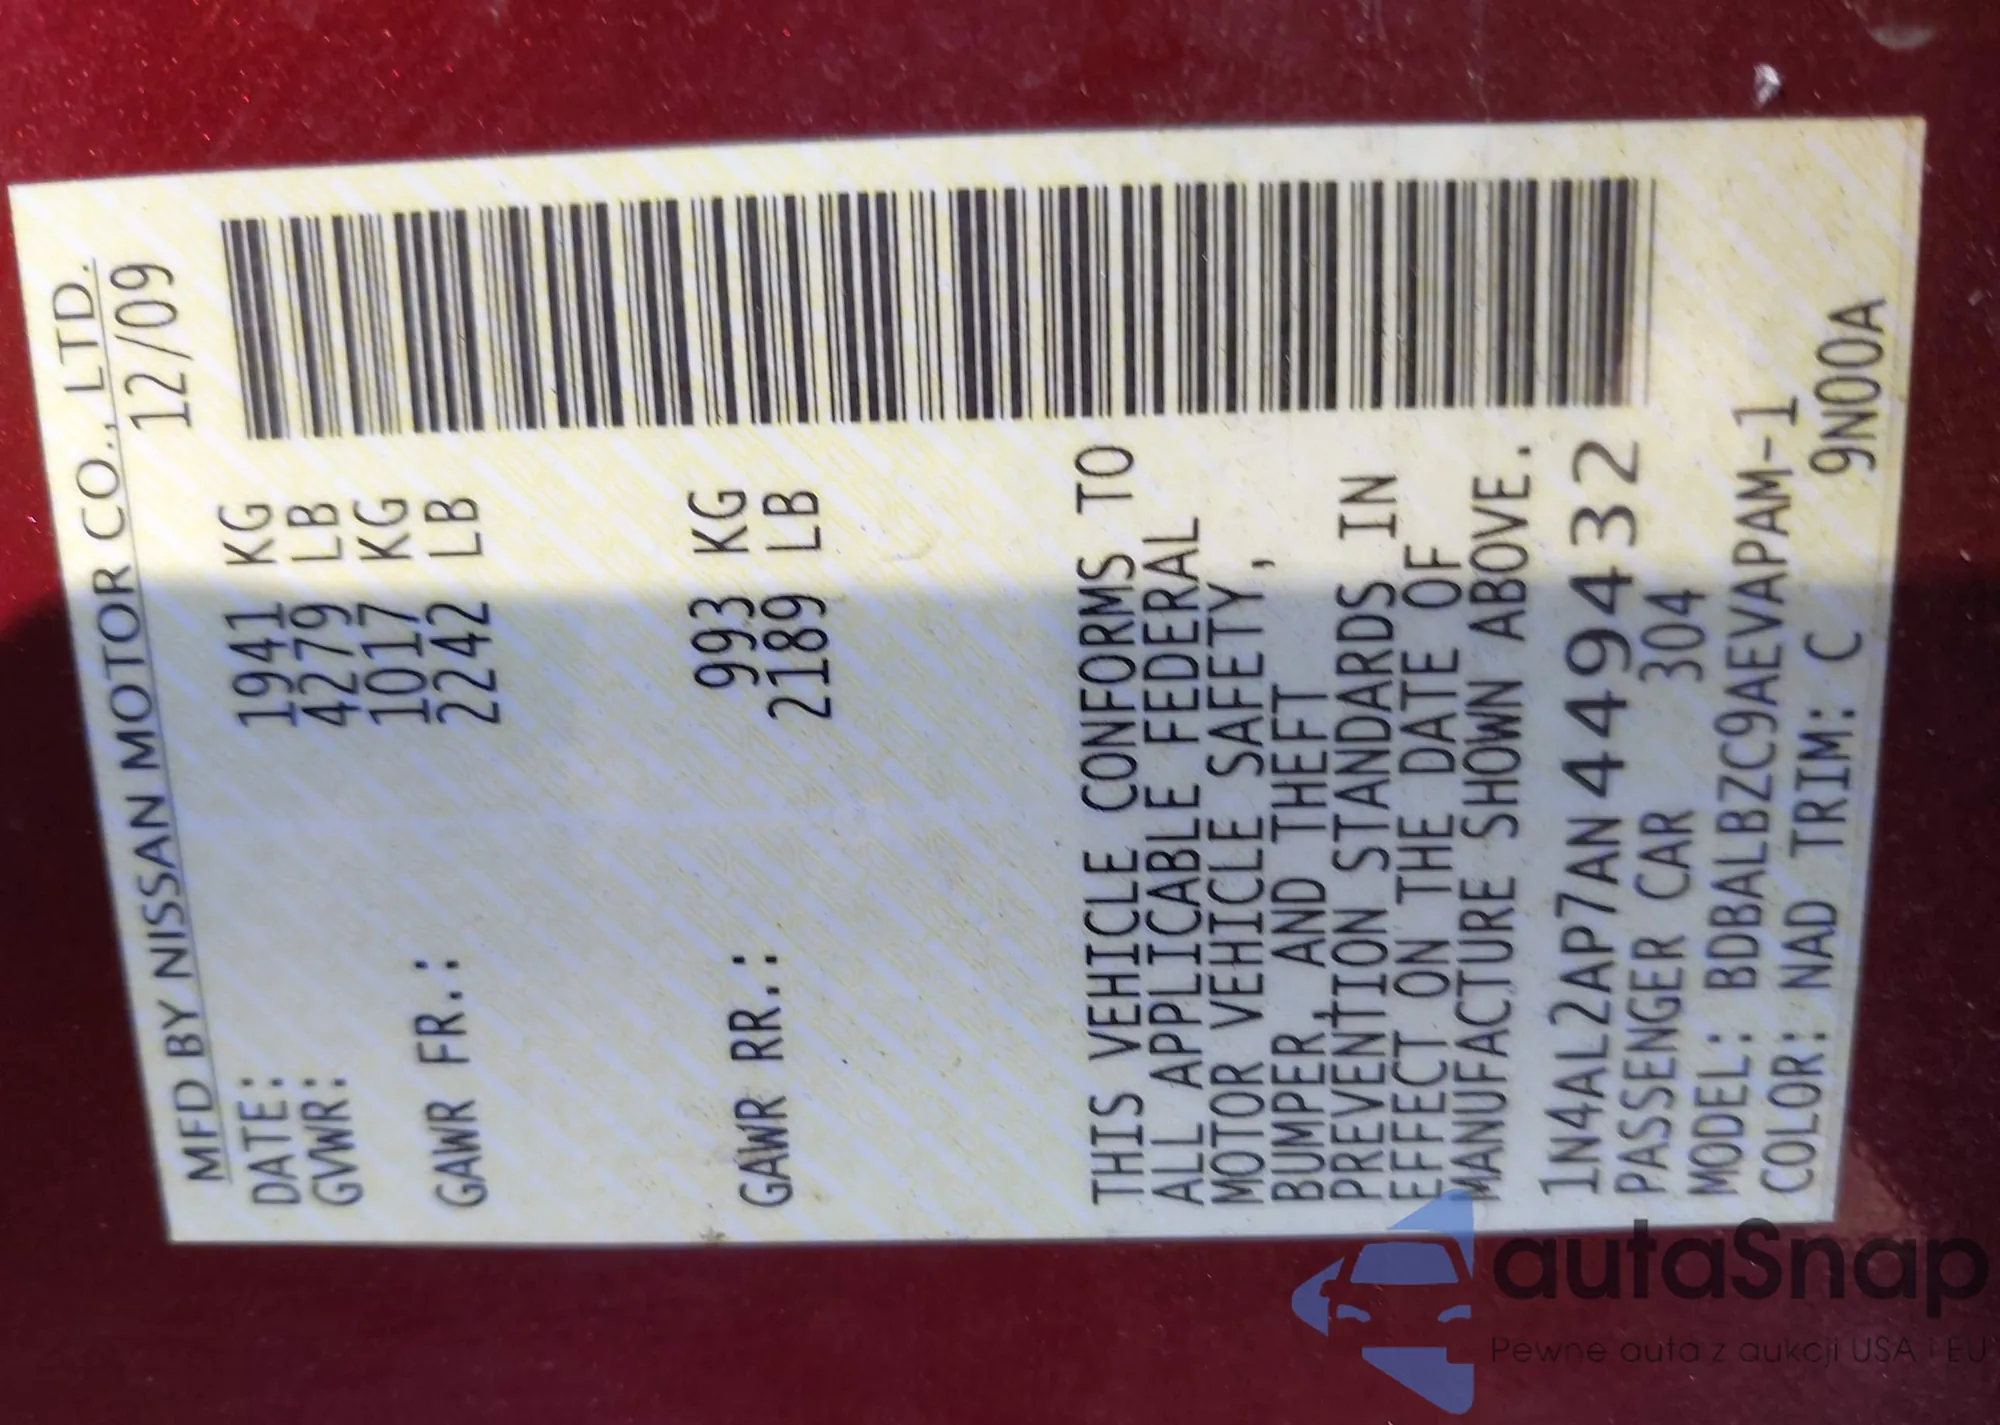 MFD BY NISSAN MOTOR CO., LTD.
DATE: 12/09
GVWR: 1941 KG
4279 LB
GAWR FR.: 1017 KG
2242 LB
GAWR RR.: 993 KG
2189 LB
THIS VEHICLE CONFORMS TO
ALL APPLICABLE FEDERAL
MOTOR VEHICLE SAFETY,
BUMPER, AND THEFT
PREVENTION STANDARDS IN
EFFECT ON THE DATE OF
MANUFACTURE SHOWN ABOVE.
1N4AL2AP7AN449432
PASSENGER CAR 304
MODEL: BDBALBZC9AEVAPAM-1
COLOR: NAD TRIM: C 9N00A
autaSnap
Pewne auta z aukcji USA i EU